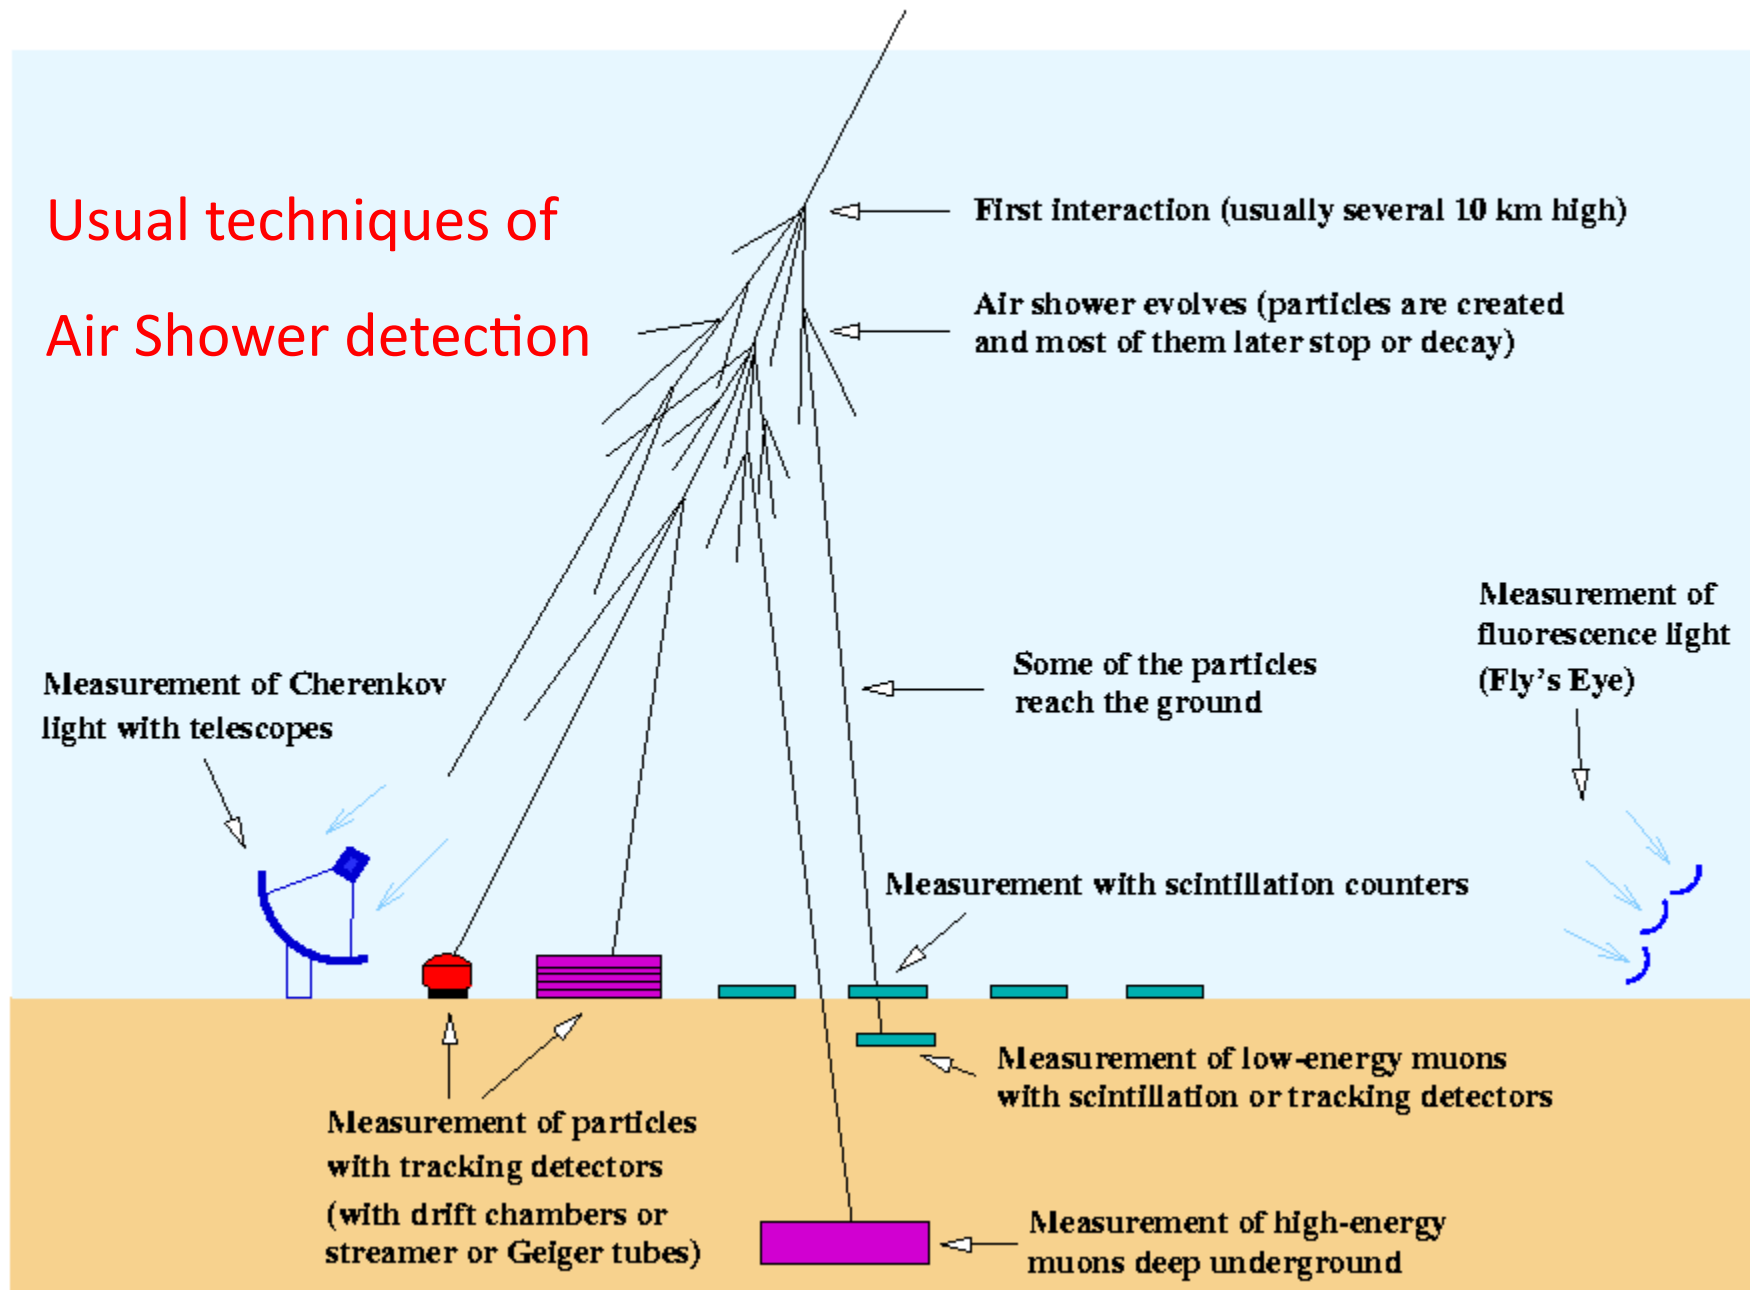 Usual techniques of
Air Shower detection
First interaction (usually several 10 km high)
Air shower evolves (particles are created
and most of them later stop or decay)
Measurement of
fluorescence light
(Fly's Eye)
Some of the particles
reach the ground
Measurement of Cherenkov
light with telescopes
Measurement with scintillation counters
Measurement of low-energy muons
with scintillation or tracking detectors
Measurement of particles
with tracking detectors
(with drift chambers or
streamer or Geiger tubes)
Measurement of high-energy
muons deep underground